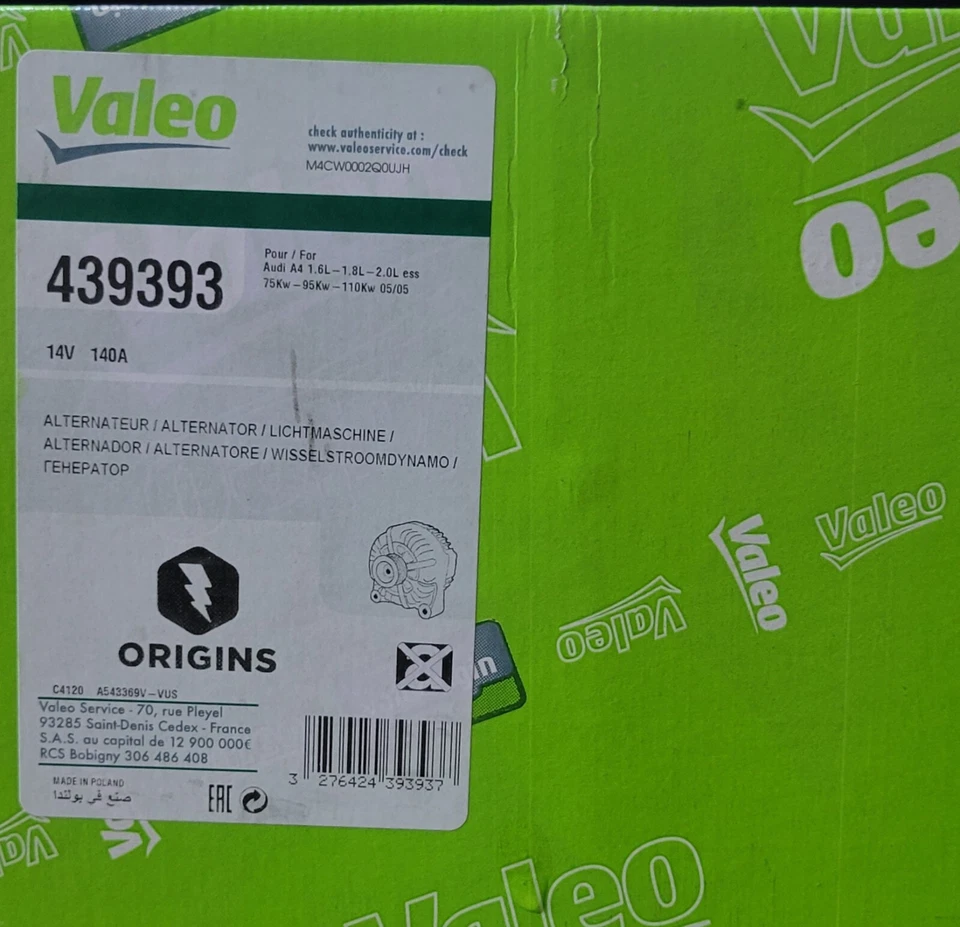 Valeo
check authenticity at :
www.valeoservice.com/check
M4CW0002Q0UJH
439393
Pour / For
Audi A4 1.6L–1.8L–2.0L ess
75Kw–95Kw–110Kw 05/05
14V 140A
ALTERNATEUR / ALTERNATOR / LICHTMASCHINE /
ALTERNADOR / ALTERNATORE / WISSELSTROOMDYNAMO /
ГЕНЕРАТОР
ORIGINS
a
C4120 A543369V–VUS
Valeo Service - 70, rue Pleyel
93285 Saint-Denis Cedex - France
S.A.S. au capital de 12 900 000€
RCS Bobigny 306 486 408
MADE IN POLAND
صنع في بولندا
EAC
3 276424 393937
Valeo
Valeo
Valeo
Valeo
eo